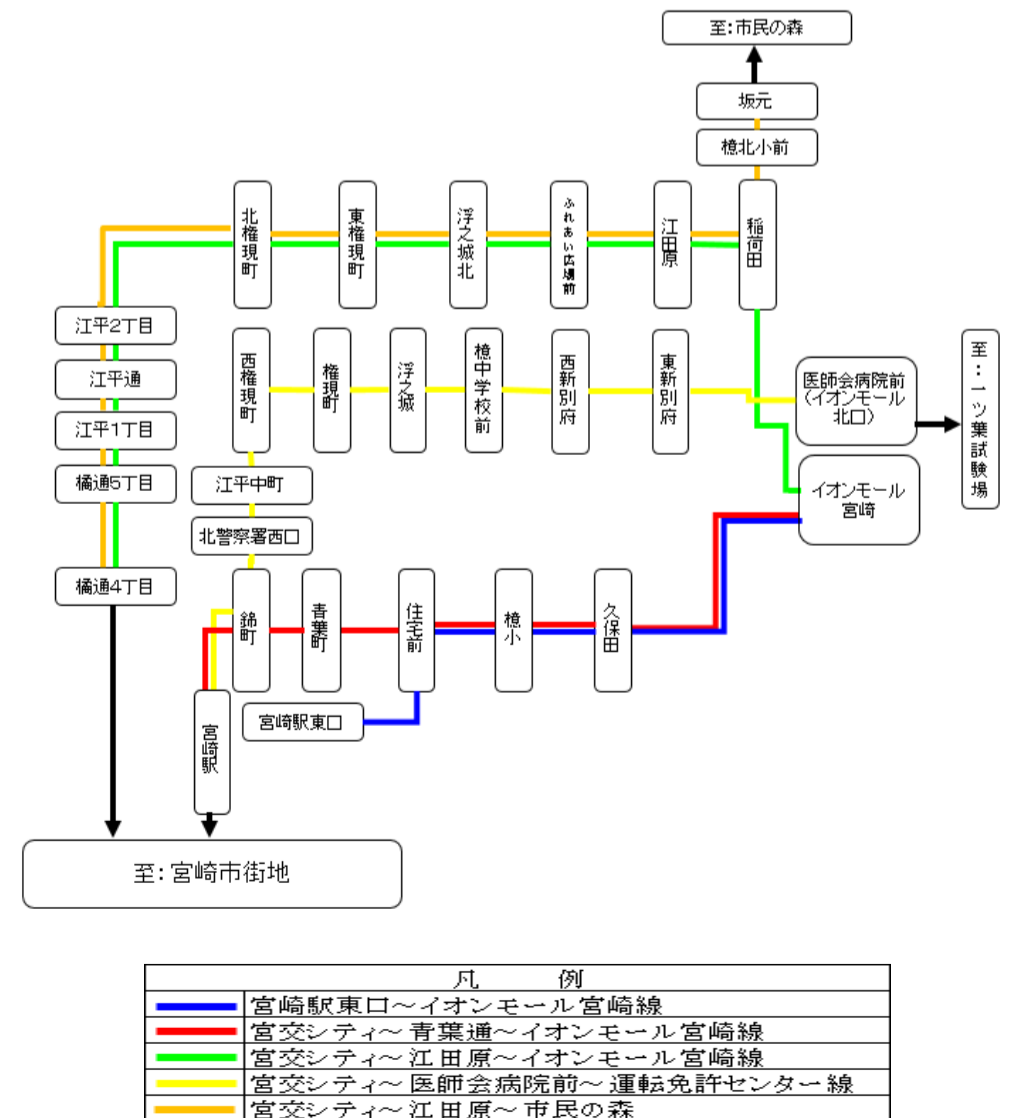 至:市民の森
坂元
檍北小前
北権現町
東権現町
浮之城北
ふれあい広場前
江田原
稲荷田
江平2丁目
江平通
江平1丁目
橘通5丁目
橘通4丁目
西権現町
権現町
浮之城
檍中学校前
西新別府
東新別府
医師会病院前
(イオンモール
北口)
至:一ツ葉試験場
イオンモール
宮崎
江平中町
北警察署西口
錦町
青葉町
住宅前
檍小
久保田
宮崎駅東口
宮崎駅
至:宮崎市街地
凡 例
宮崎駅東口~イオンモール宮崎線
宮交シティ~青葉通~イオンモール宮崎線
宮交シティ~江田原~イオンモール宮崎線
宮交シティ~医師会病院前~運転免許センター線
宮交シティ~江田原~市民の森